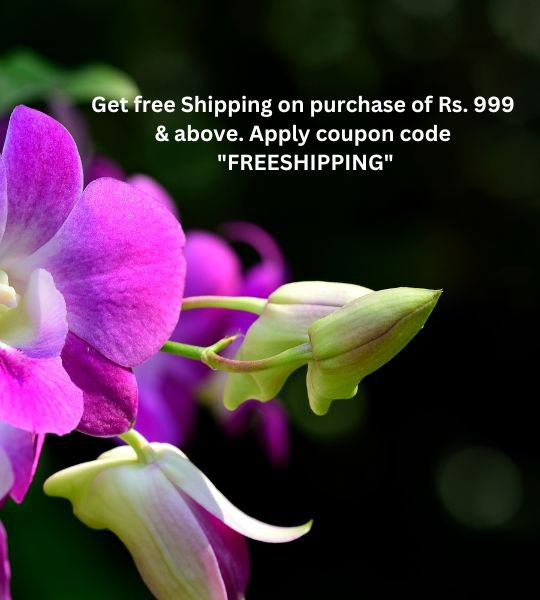 Get free Shipping on purchase of Rs. 999
& above. Apply coupon code
"FREESHIPPING"